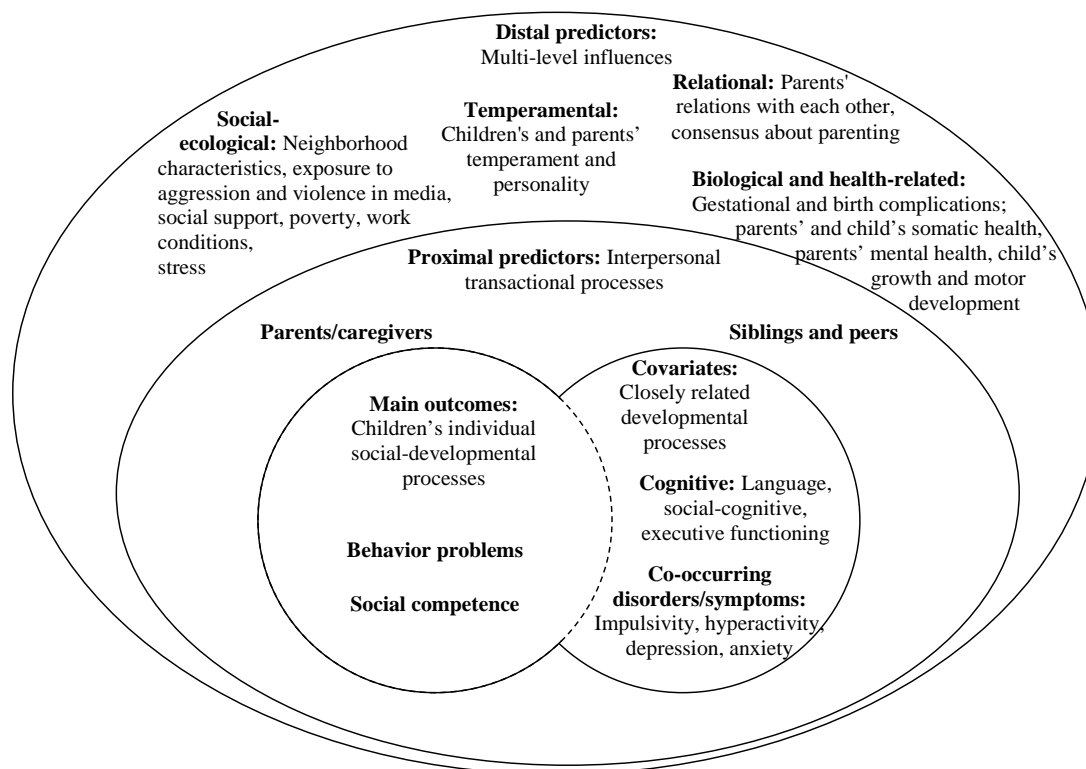 Distal predictors:
Multi-level influences
Social-
ecological: Neighborhood
characteristics, exposure to
aggression and violence in media,
social support, poverty, work
conditions,
stress
Temperamental:
Children's and parents’
temperament and
personality
Relational: Parents'
relations with each other,
consensus about parenting
Biological and health-related:
Gestational and birth complications;
parents’ and child’s somatic health,
parents’ mental health, child’s
growth and motor
development
Proximal predictors: Interpersonal
transactional processes
Parents/caregivers
Siblings and peers
Main outcomes:
Children’s individual
social-developmental
processes
Behavior problems
Social competence
Covariates:
Closely related
developmental
processes
Cognitive: Language,
social-cognitive,
executive functioning
Co-occurring
disorders/symptoms:
Impulsivity, hyperactivity,
depression, anxiety